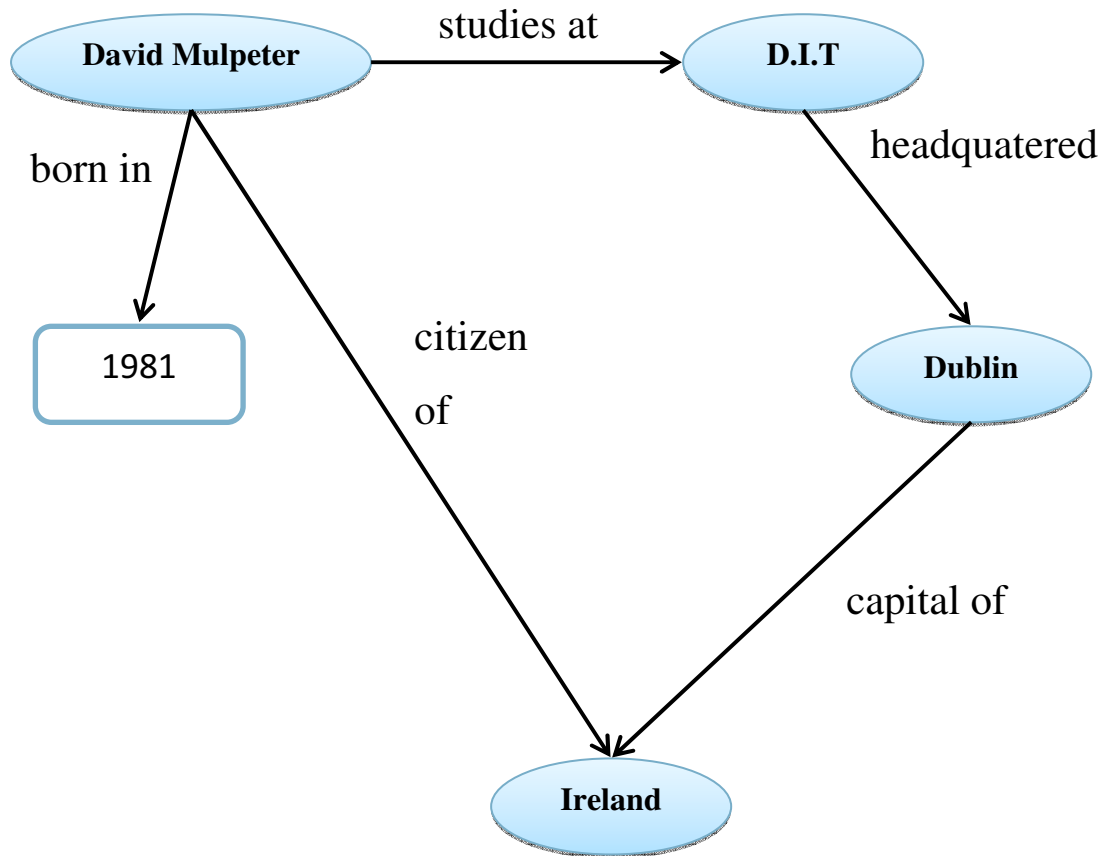 studies at
David Mulpeter
D.I.T
headquatered
born in
citizen
of
1981
Dublin
capital of
Ireland